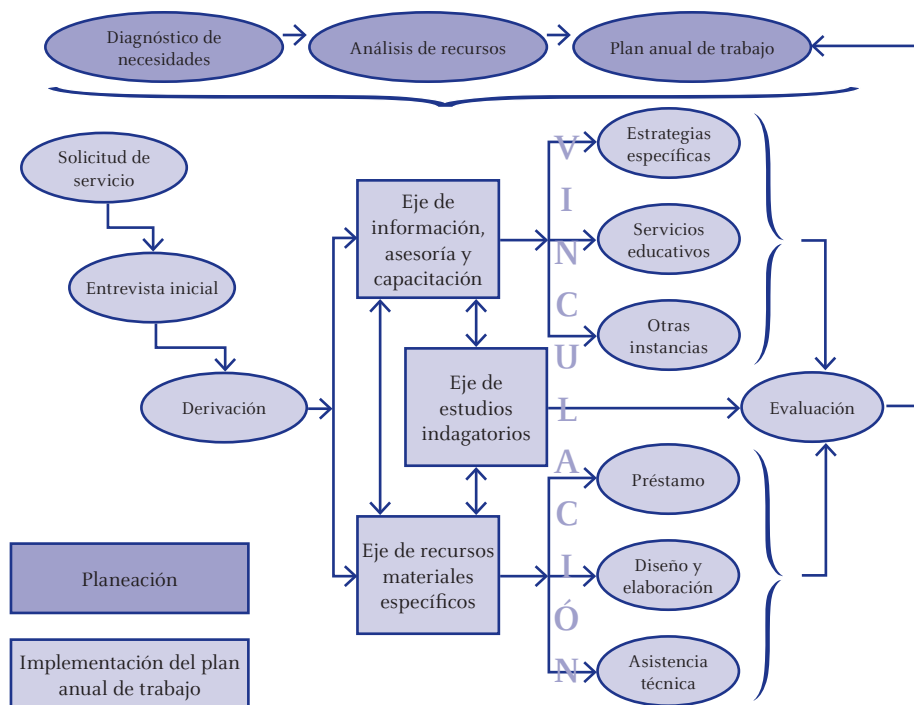 Diagnóstico de
necesidades
Análisis de recursos
Plan anual de trabajo
Solicitud de
servicio
Entrevista inicial
Derivación
Eje de
información,
asesoría y
capacitación
Eje de
estudios
indagatorios
Eje de recursos
materiales
específicos
VINCULACIÓN
Estrategias
específicas
Servicios
educativos
Otras
instancias
Evaluación
Préstamo
Diseño y
elaboración
Asistencia
técnica
Planeación
Implementación del plan
anual de trabajo